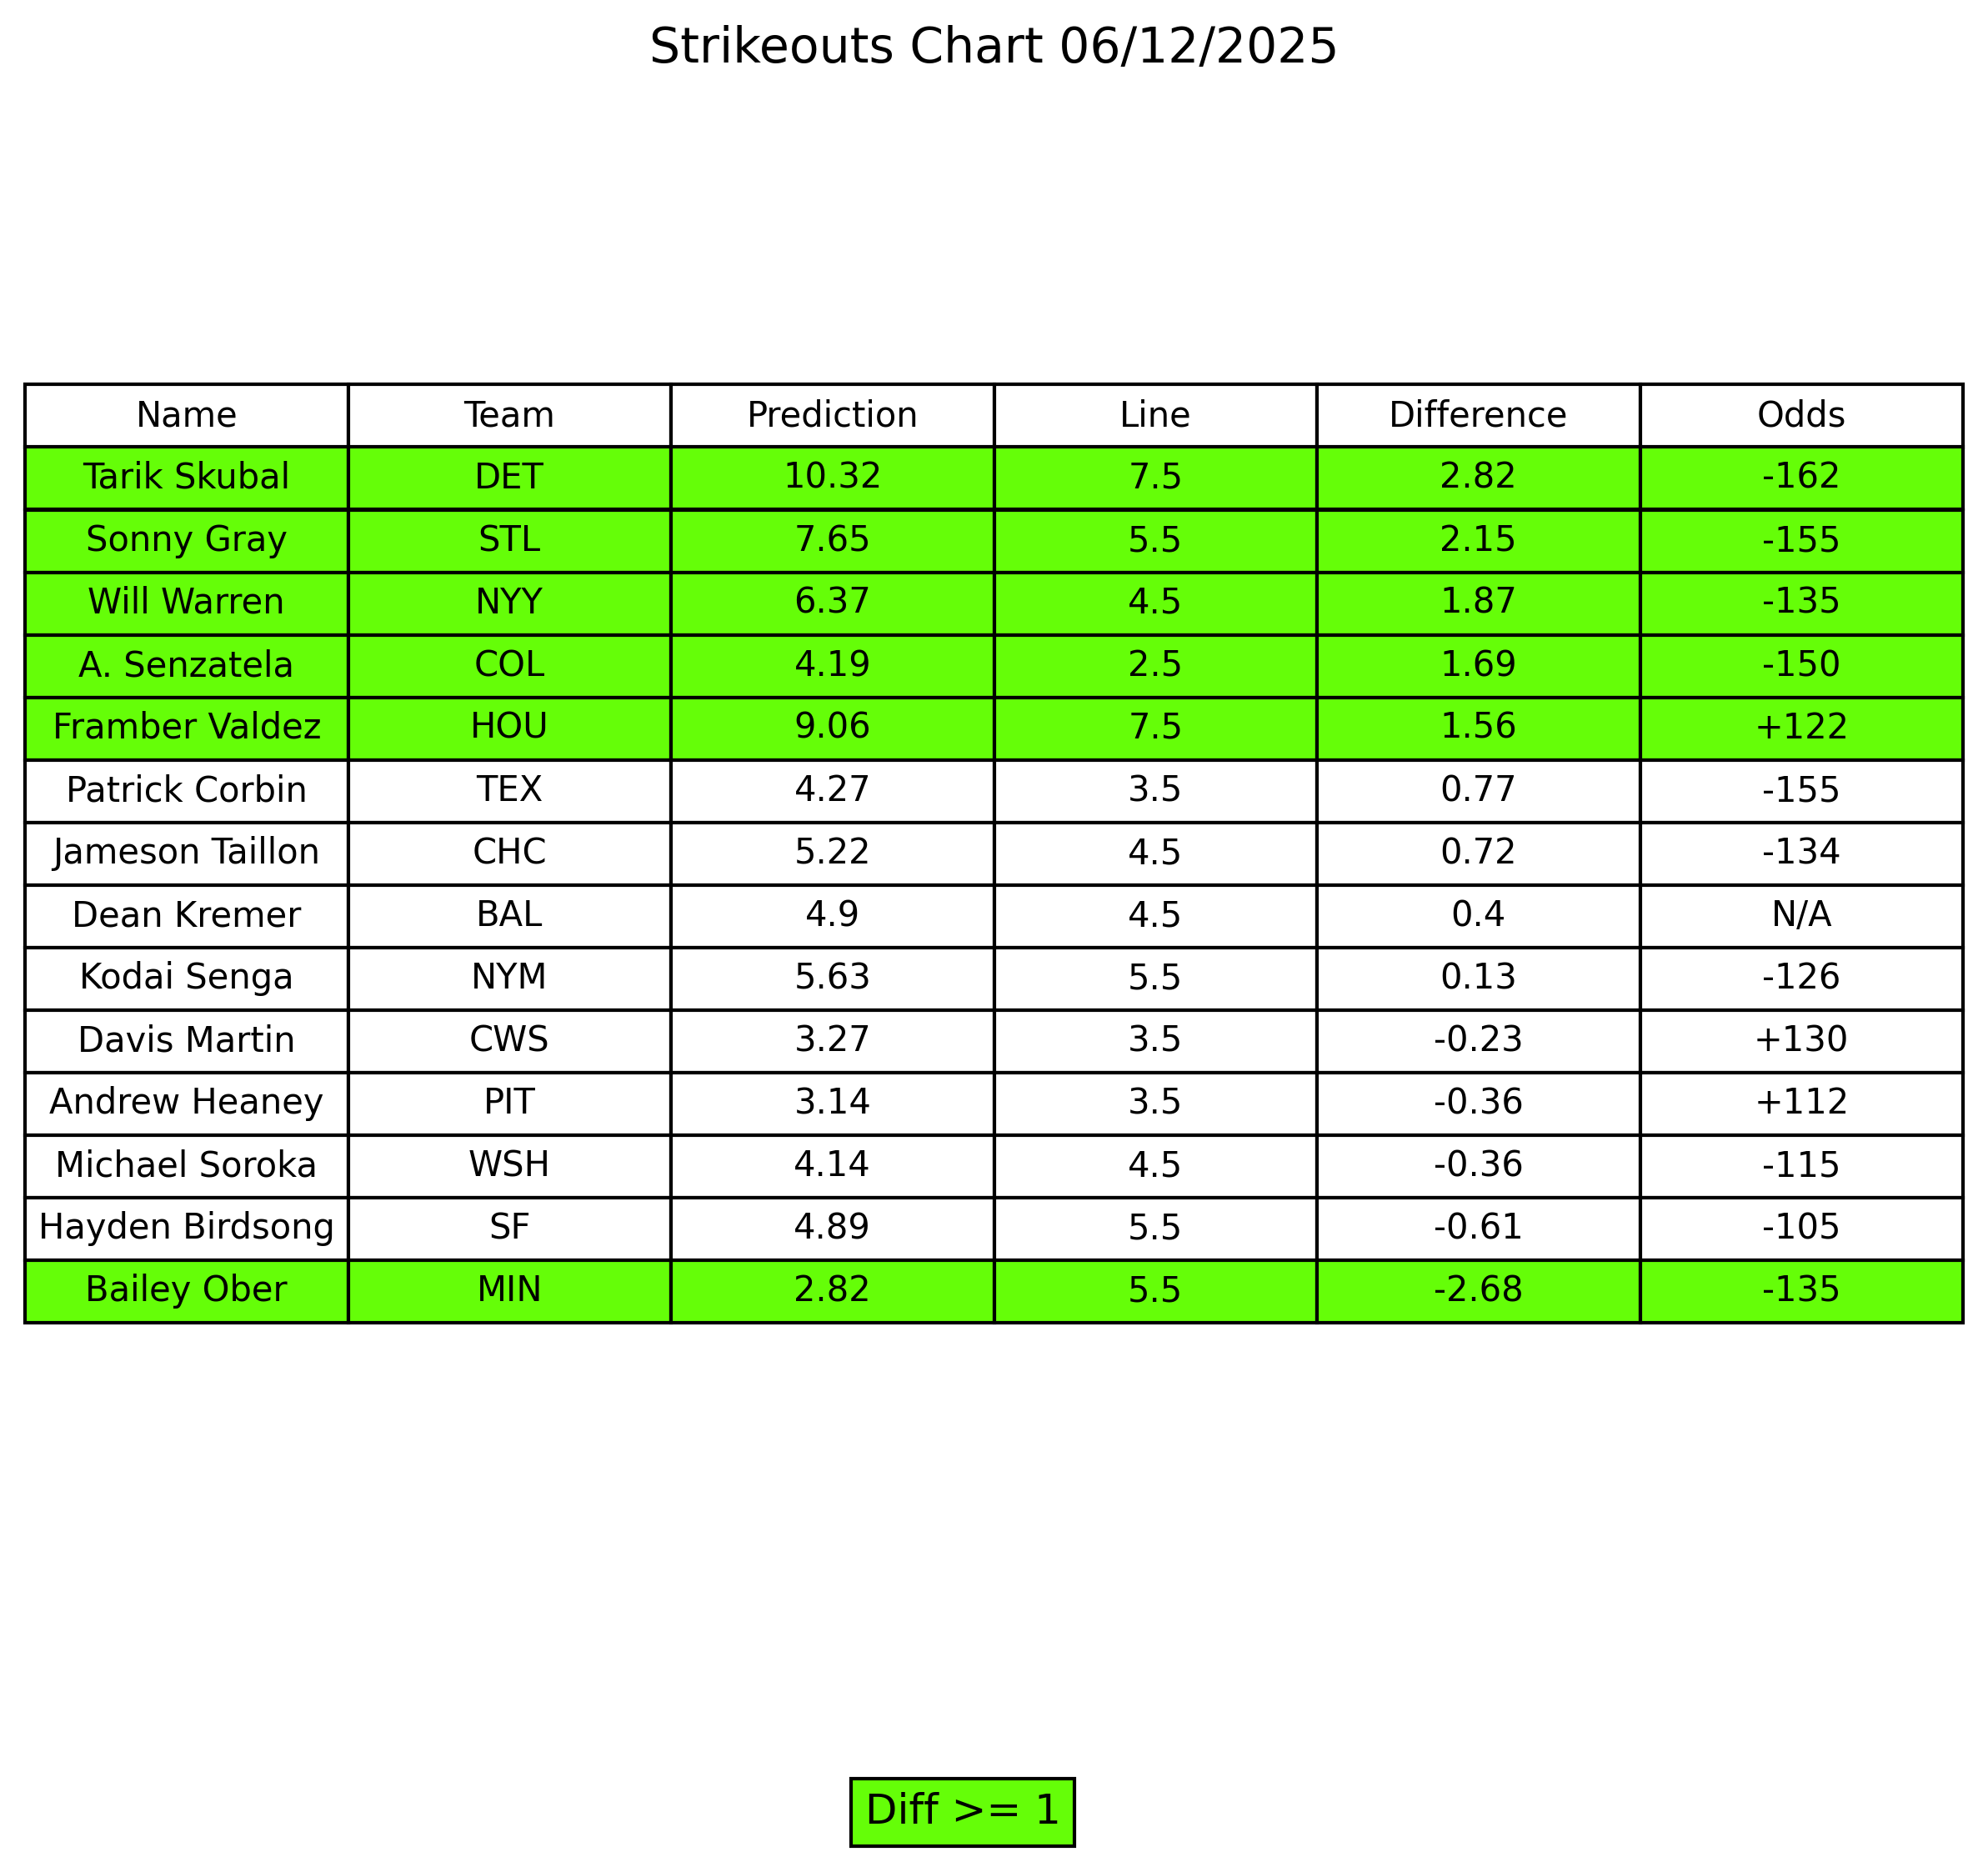 Strikeouts Chart 06/12/2025
Name Team Prediction Line Difference Odds
Tarik Skubal DET 10.32 7.5 2.82 -162
Sonny Gray STL 7.65 5.5 2.15 -155
Will Warren NYY 6.37 4.5 1.87 -135
A. Senzatela COL 4.19 2.5 1.69 -150
Framber Valdez HOU 9.06 7.5 1.56 +122
Patrick Corbin TEX 4.27 3.5 0.77 -155
Jameson Taillon CHC 5.22 4.5 0.72 -134
Dean Kremer BAL 4.9 4.5 0.4 N/A
Kodai Senga NYM 5.63 5.5 0.13 -126
Davis Martin CWS 3.27 3.5 -0.23 +130
Andrew Heaney PIT 3.14 3.5 -0.36 +112
Michael Soroka WSH 4.14 4.5 -0.36 -115
Hayden Birdsong SF 4.89 5.5 -0.61 -105
Bailey Ober MIN 2.82 5.5 -2.68 -135
Diff >= 1